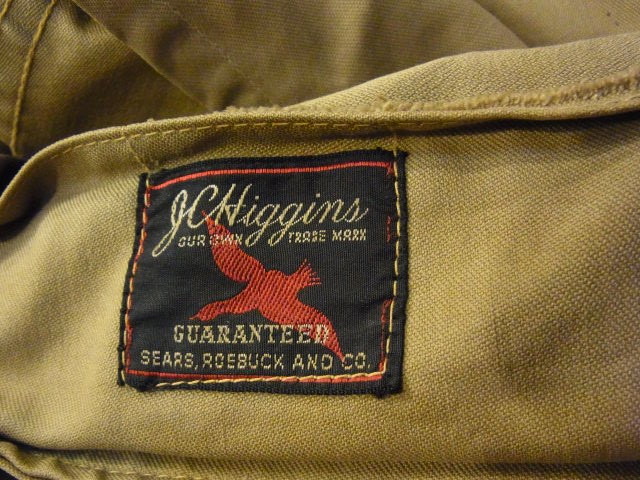 JCHiggins
OUR OWN TRADE MARK
GUARANTEED
SEARS, ROEBUCK AND CO.